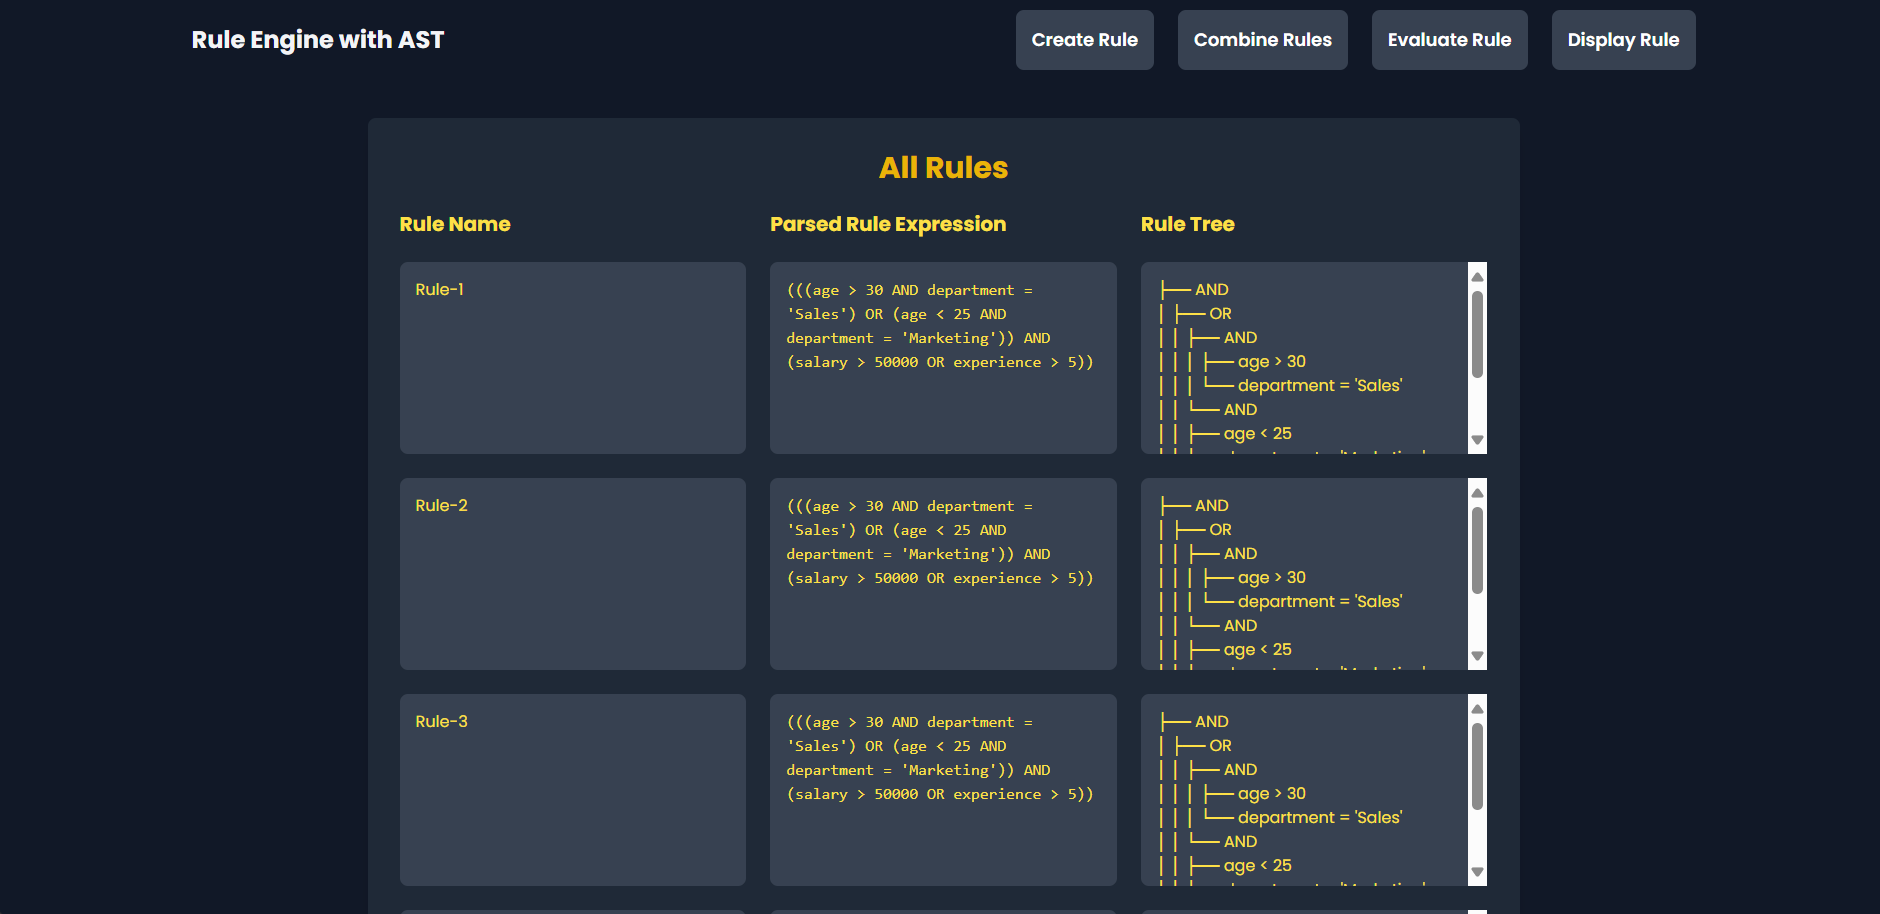 Rule Engine with AST
Create Rule
Combine Rules
Evaluate Rule
Display Rule
All Rules
Rule Name
Parsed Rule Expression
Rule Tree
Rule-1
(((age > 30 AND department =
'Sales') OR (age < 25 AND
department = 'Marketing')) AND
(salary > 50000 OR experience > 5))
├── AND
│ ├── OR
│ │ ├── AND
│ │ │ ├── age > 30
│ │ │ └── department = 'Sales'
│ │ └── AND
│ │ ├── age < 25
Rule-2
(((age > 30 AND department =
'Sales') OR (age < 25 AND
department = 'Marketing')) AND
(salary > 50000 OR experience > 5))
├── AND
│ ├── OR
│ │ ├── AND
│ │ │ ├── age > 30
│ │ │ └── department = 'Sales'
│ │ └── AND
│ │ ├── age < 25
Rule-3
(((age > 30 AND department =
'Sales') OR (age < 25 AND
department = 'Marketing')) AND
(salary > 50000 OR experience > 5))
├── AND
│ ├── OR
│ │ ├── AND
│ │ │ ├── age > 30
│ │ │ └── department = 'Sales'
│ │ └── AND
│ │ ├── age < 25